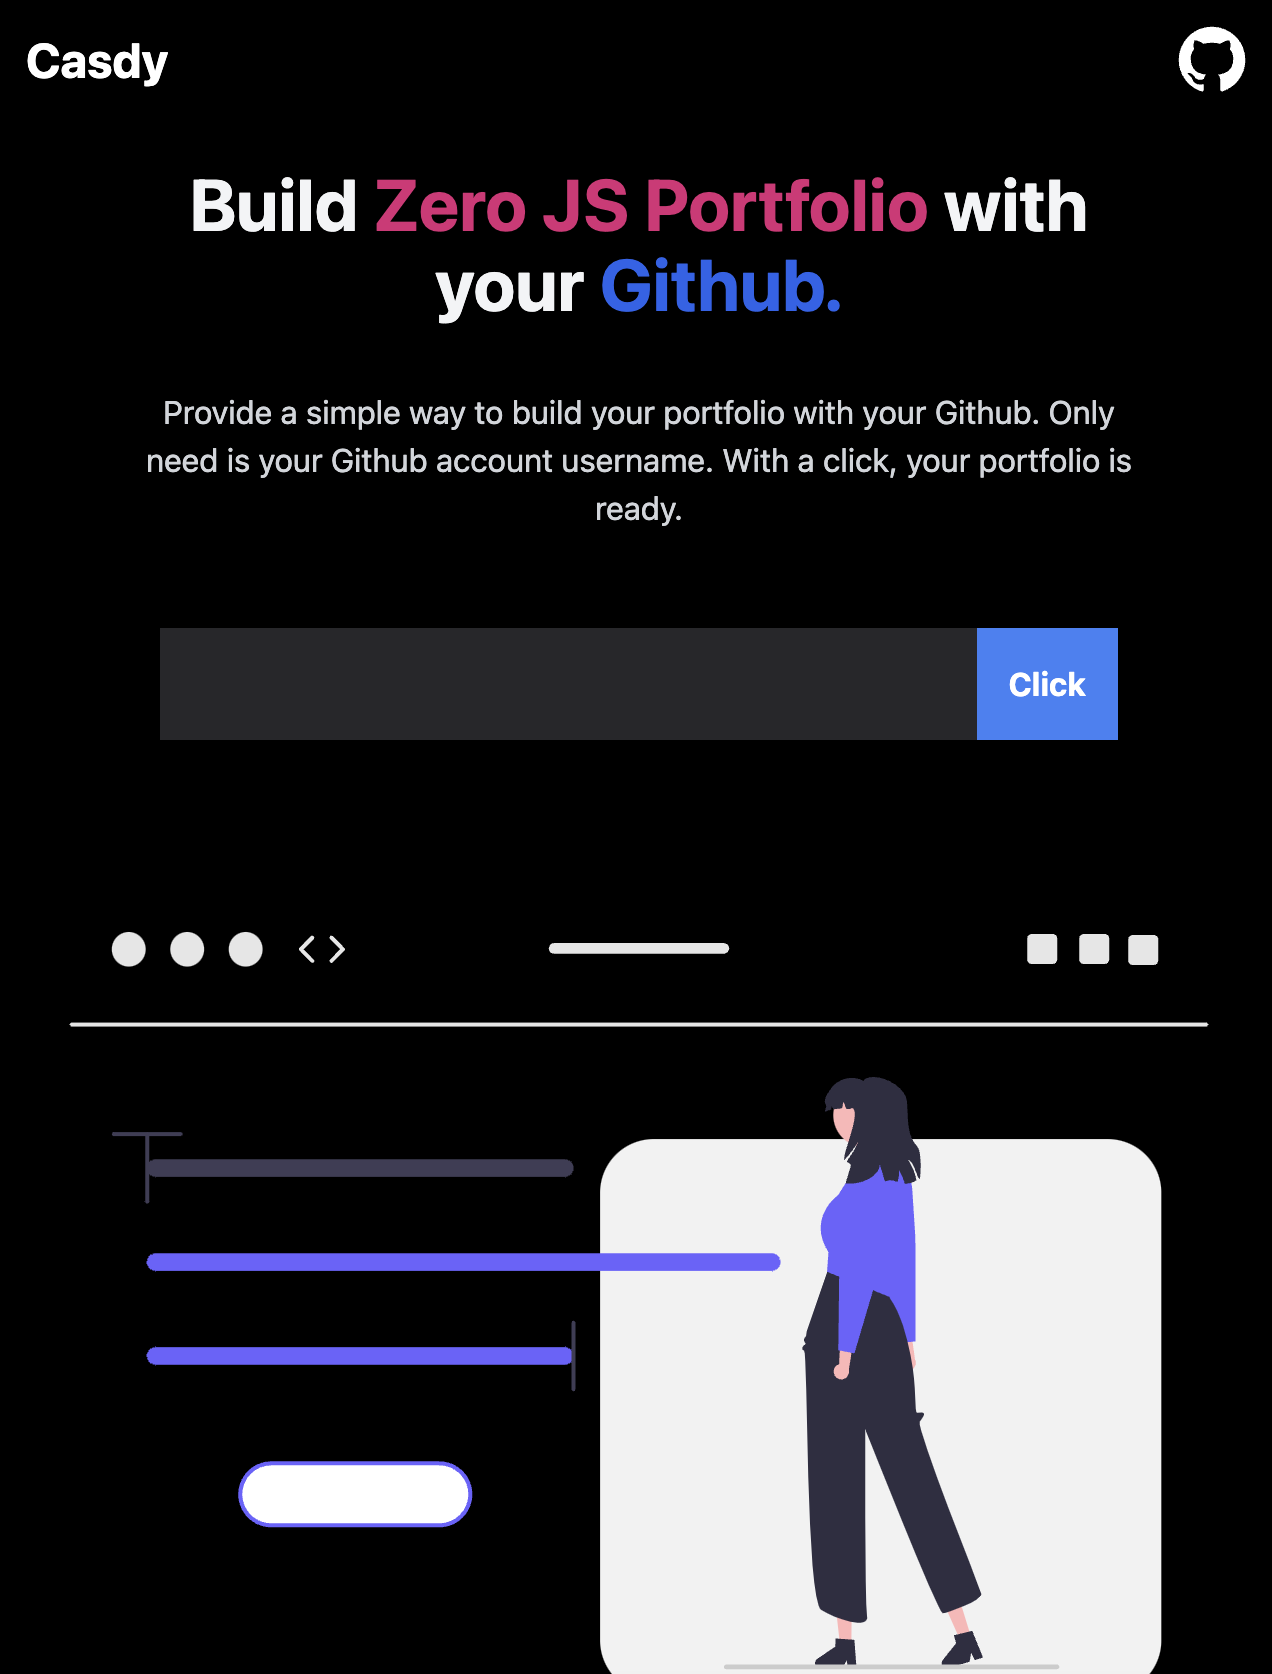 Casdy
Build Zero JS Portfolio with
your Github.
Provide a simple way to build your portfolio with your Github. Only
need is your Github account username. With a click, your portfolio is
ready.
Click